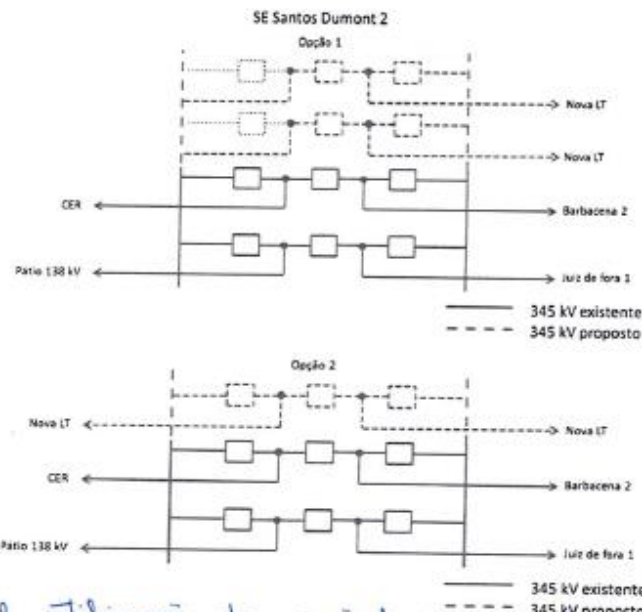 SE Santos Dumont 2
Opção 1
Nova LT
Nova LT
CER
Barbacena 2
Patio 138 kV
Juiz de fora 1
345 kV existente
345 kV proposto
Opção 2
Nova LT
Nova LT
CER
Barbacena 2
Patio 138 kV
Juiz de fora 1
345 kV existente
345 kV proposto